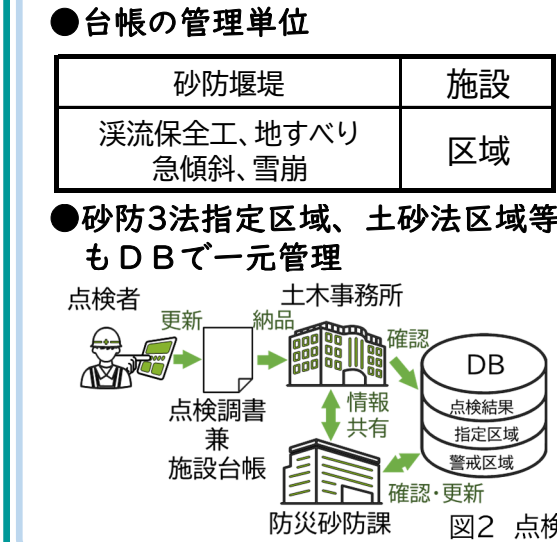 ●台帳の管理単位
砂防堰堤 施設
渓流保全工、地すべり
急傾斜、雪崩 区域
●砂防3法指定区域、土砂法区域等
もDBで一元管理
点検者
更新
納品
土木事務所
確認
点検調書
兼
施設台帳
情報
共有
DB
点検結果
指定区域
警戒区域
確認・更新
防災砂防課
図2 点検